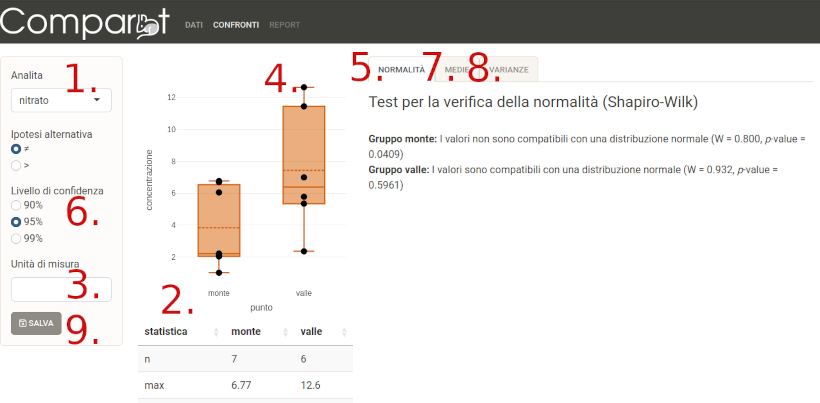 Comparat
DATI CONFRONTI REPORT
Analita
1.
nitrato
Ipotesi alternativa
≠
>
Livello di confidenza
90%
6.
95%
99%
Unità di misura
3.
SALVA
9.
4.
12
10
8
6
4
2
concentrazione
monte valle
punto
2.
statistica monte valle
n 7 6
max 6.77 12.6
5. 7. 8.
NORMALITÀ MEDIE VARIANZE
Test per la verifica della normalità (Shapiro-Wilk)
Gruppo monte: I valori non sono compatibili con una distribuzione normale (W = 0.800, p-value =
0.0409)
Gruppo valle: I valori sono compatibili con una distribuzione normale (W = 0.932, p-value =
0.5961)